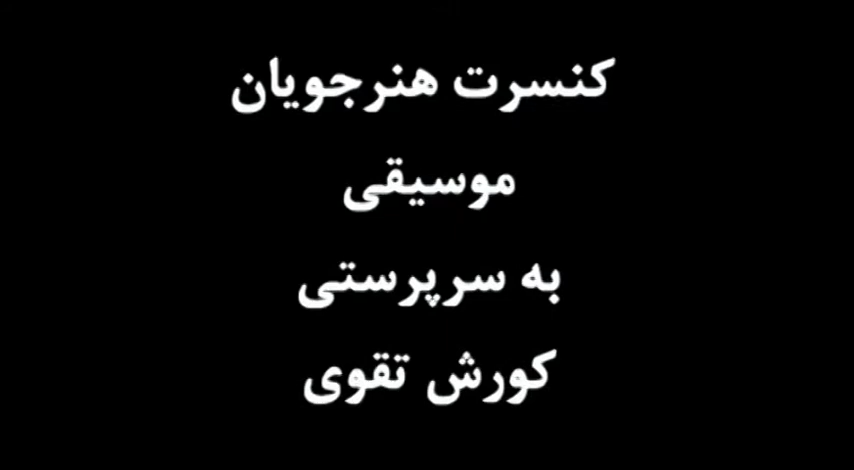 کنسرت هنرجویان
موسیقی
به سرپرستی
کورش تقوی